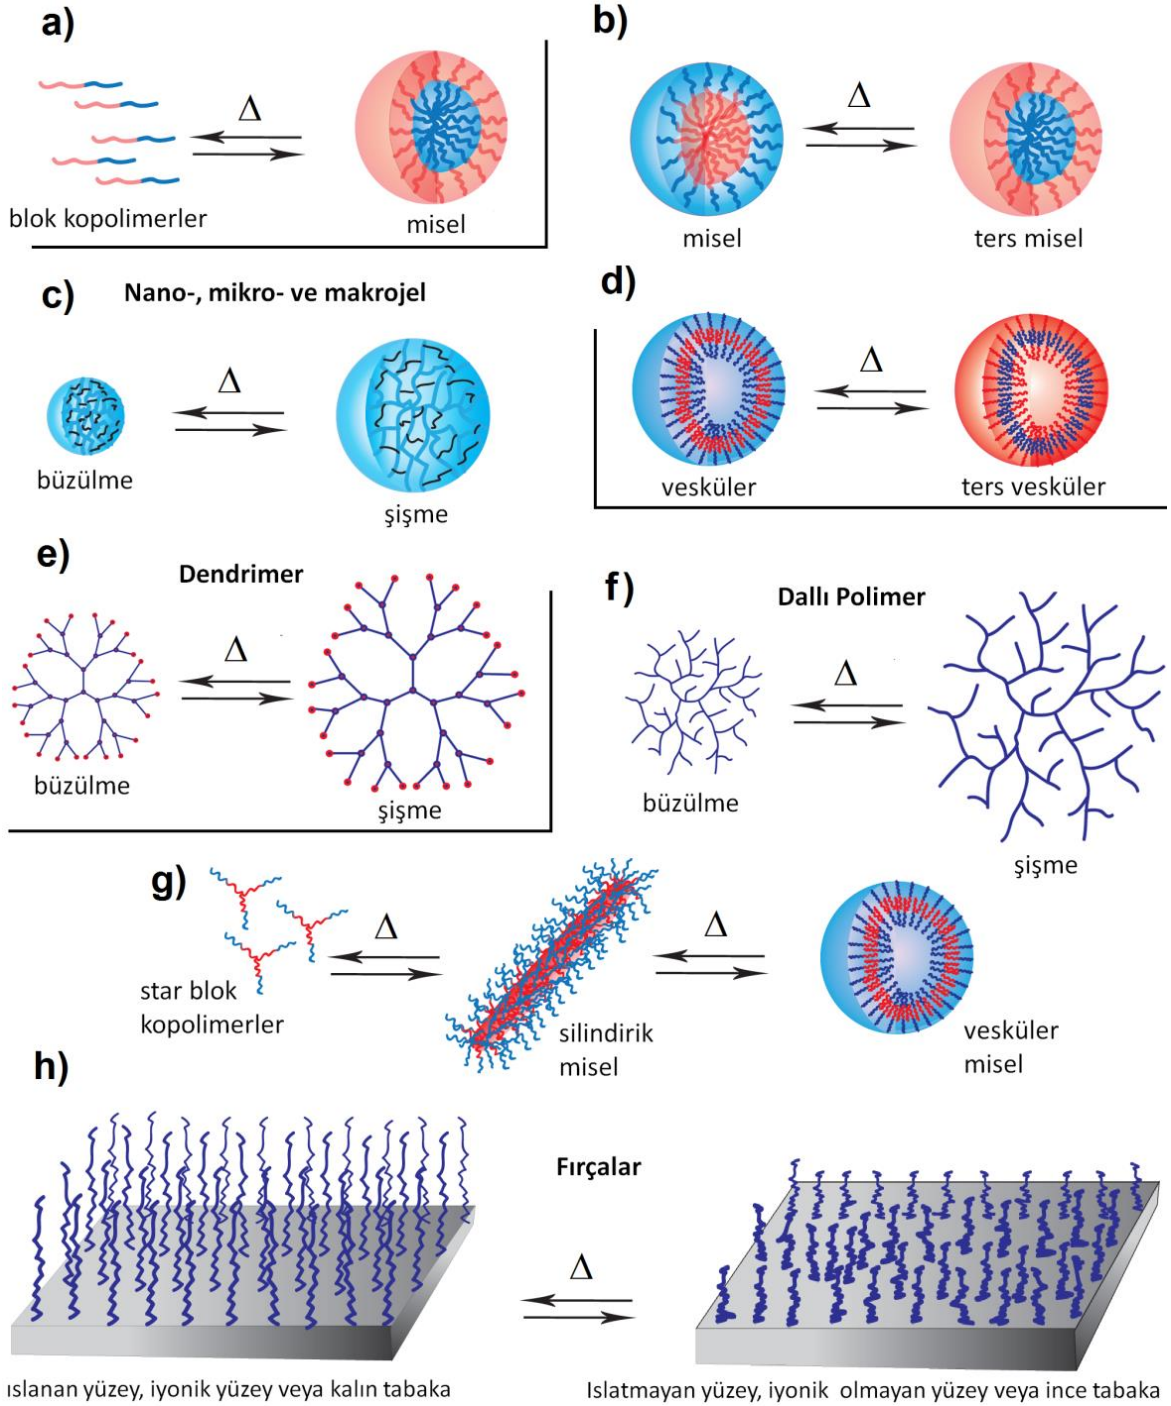 a)
Δ
blok kopolimerler
misel
b)
Δ
misel
ters misel
c)
Nano-, mikro- ve makrojel
Δ
büzülme
şişme
d)
Δ
vesküler
ters vesküler
e)
Dendrimer
Δ
büzülme
şişme
f)
Dallı Polimer
Δ
büzülme
şişme
g)
Δ
Δ
star blok
kopolimerler
silindirik
misel
vesküler
misel
h)
Fırçalar
Δ
ıslanan yüzey, iyonik yüzey veya kalın tabaka
Islatmayan yüzey, iyonik olmayan yüzey veya ince tabaka